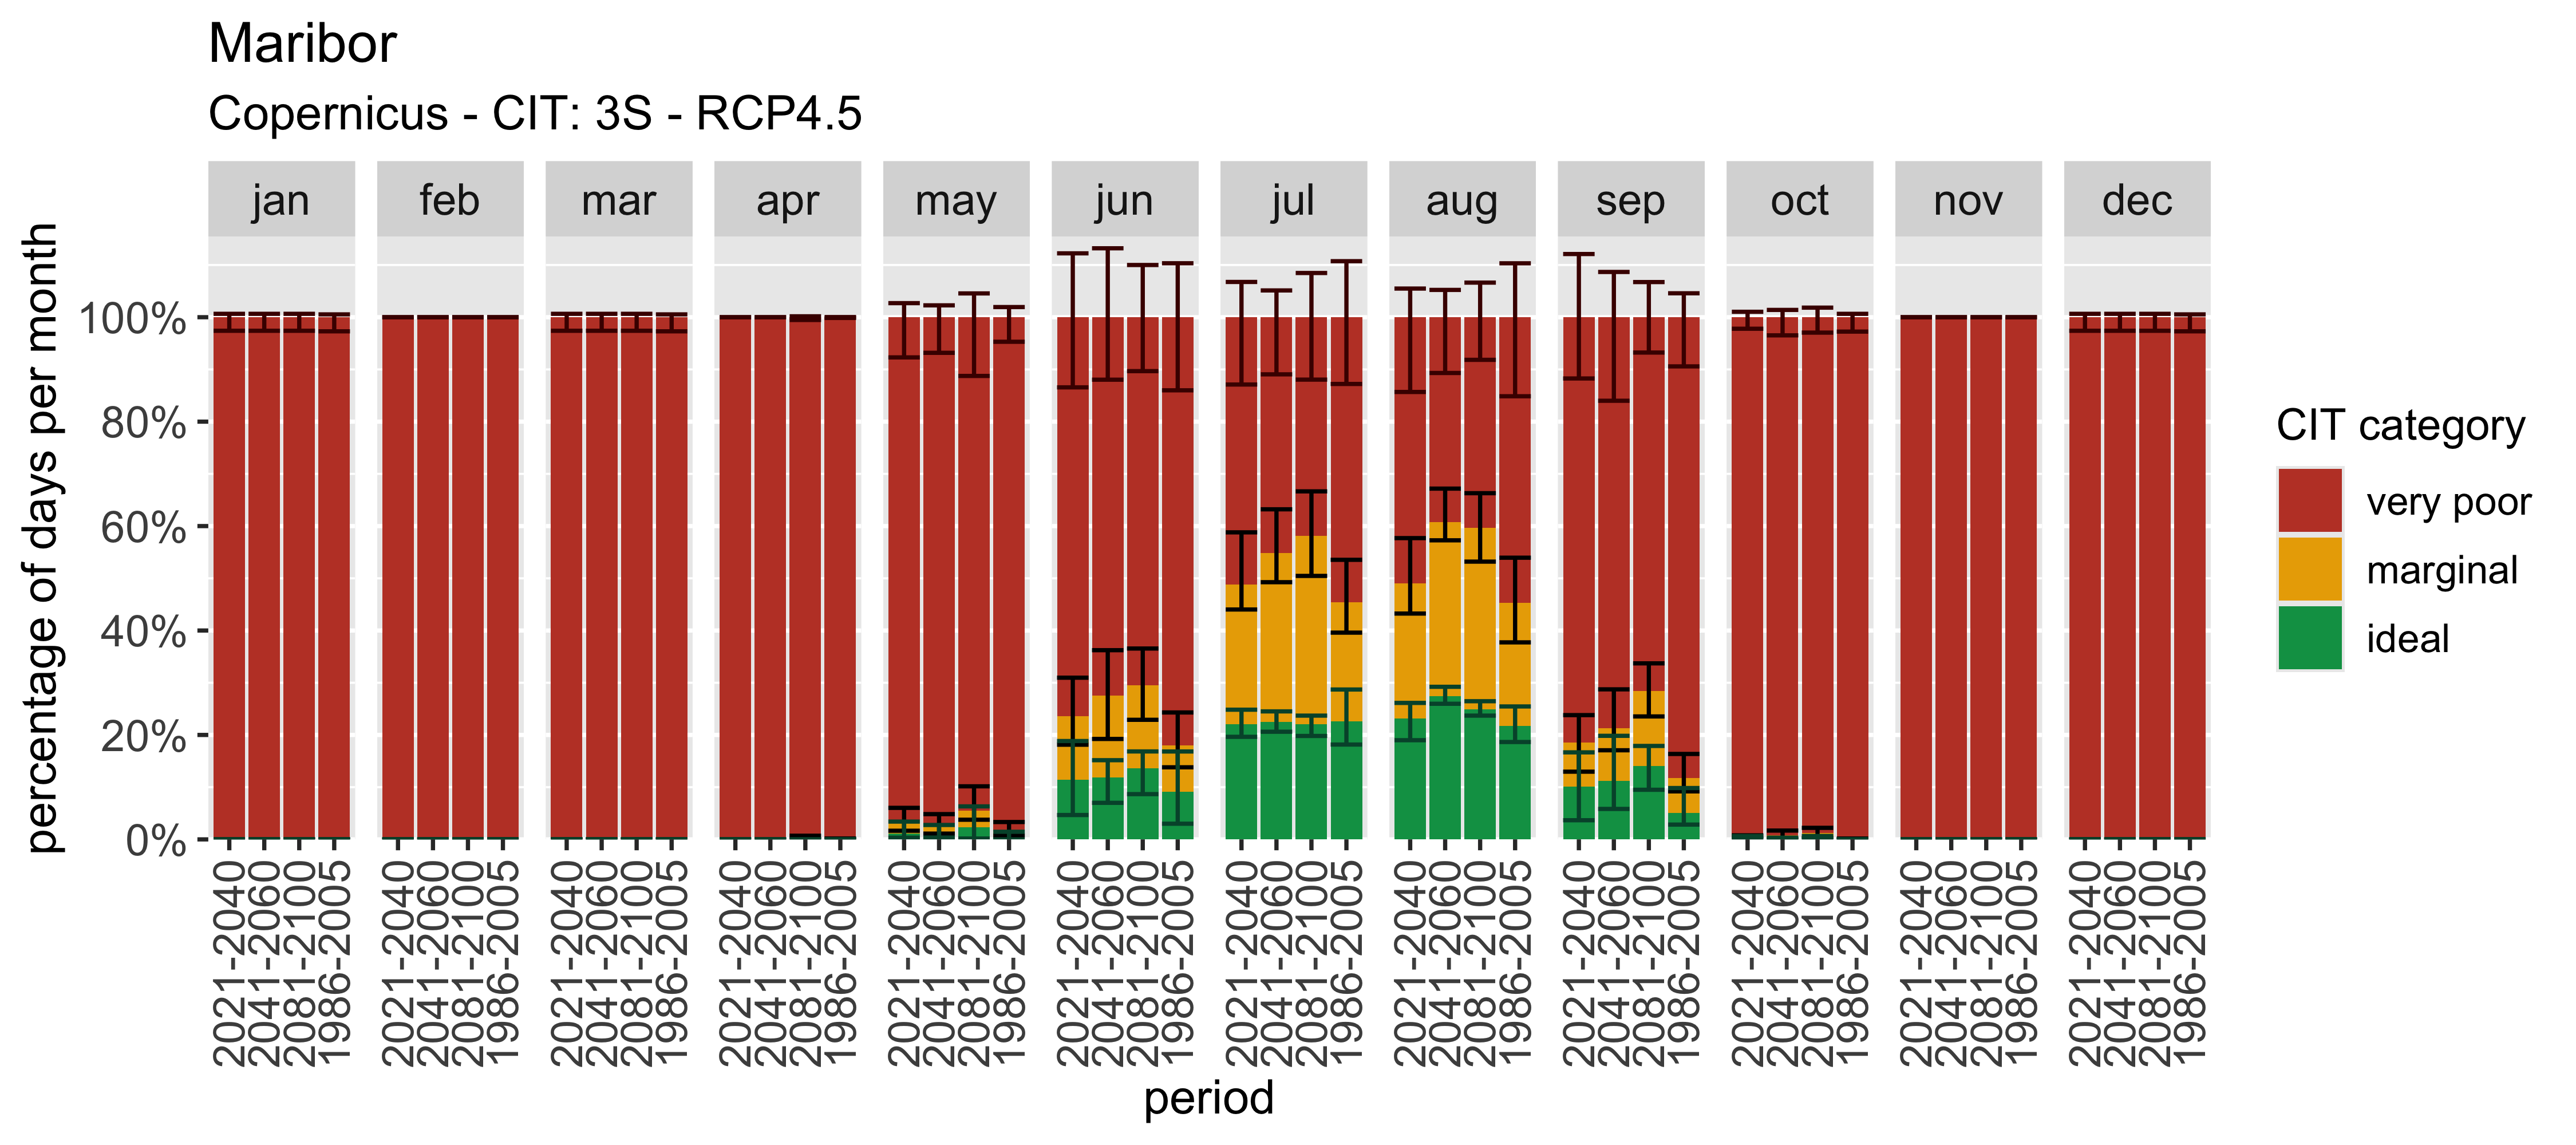 Maribor
Copernicus - CIT: 3S - RCP4.5
jan feb mar apr may jun jul aug sep oct nov dec
percentage of days per month
100%
80%
60%
40%
20%
0%
2021-2040 2041-2060 2081-2100 1986-2005 2021-2040 2041-2060 2081-2100 1986-2005 2021-2040 2041-2060 2081-2100 1986-2005 2021-2040 2041-2060 2081-2100 1986-2005 2021-2040 2041-2060 2081-2100 1986-2005 2021-2040 2041-2060 2081-2100 1986-2005 2021-2040 2041-2060 2081-2100 1986-2005 2021-2040 2041-2060 2081-2100 1986-2005 2021-2040 2041-2060 2081-2100 1986-2005 2021-2040 2041-2060 2081-2100 1986-2005 2021-2040 2041-2060 2081-2100 1986-2005 2021-2040 2041-2060 2081-2100 1986-2005
period
CIT category
very poor
marginal
ideal